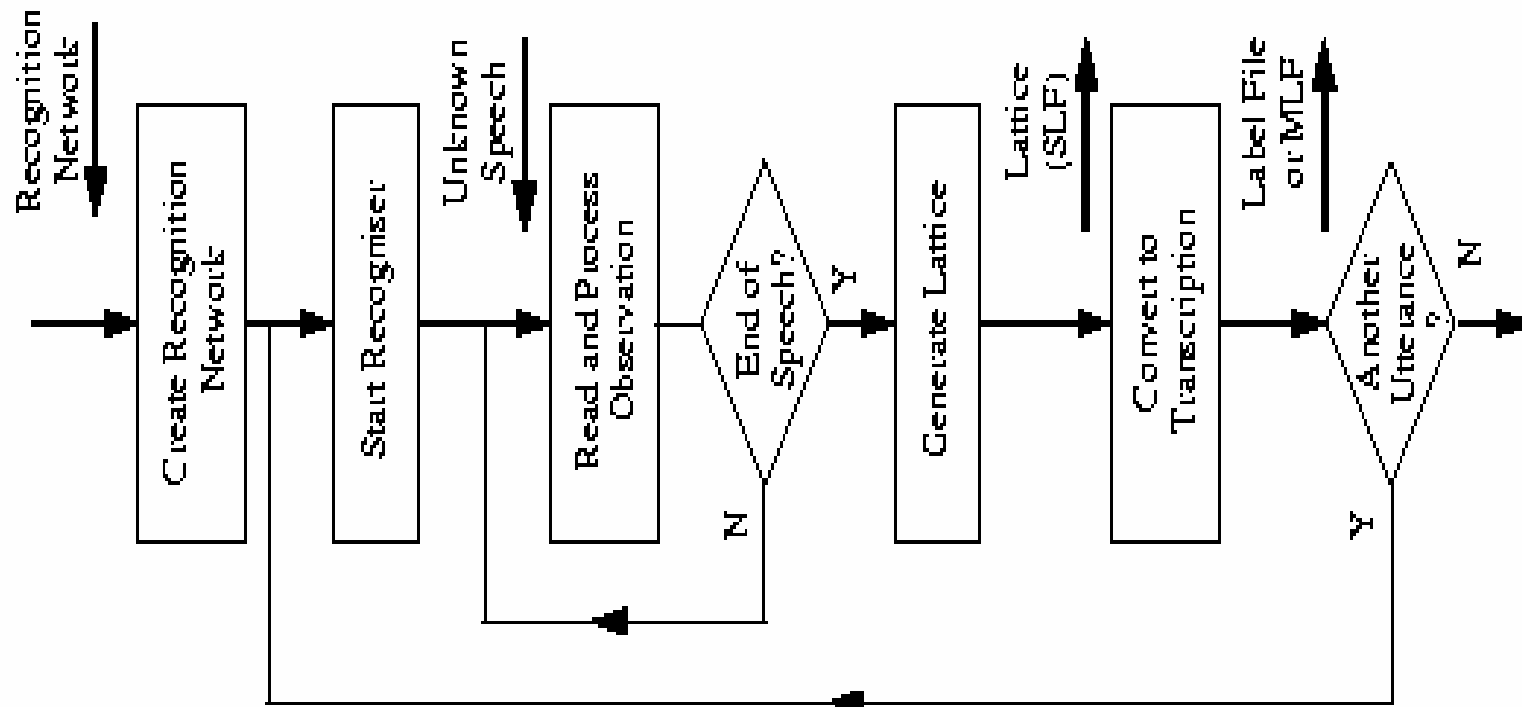 Recognition
Network
Create Recognition
Network
Start Recogniser
Unknown
Speech
Read and Process
Observation
End of
Speech?
N
Y
Generate Lattice
Lattice
(SLF)
Convert to
Transcription
Label File
or MLF
Another
Utterance
?
Y
N